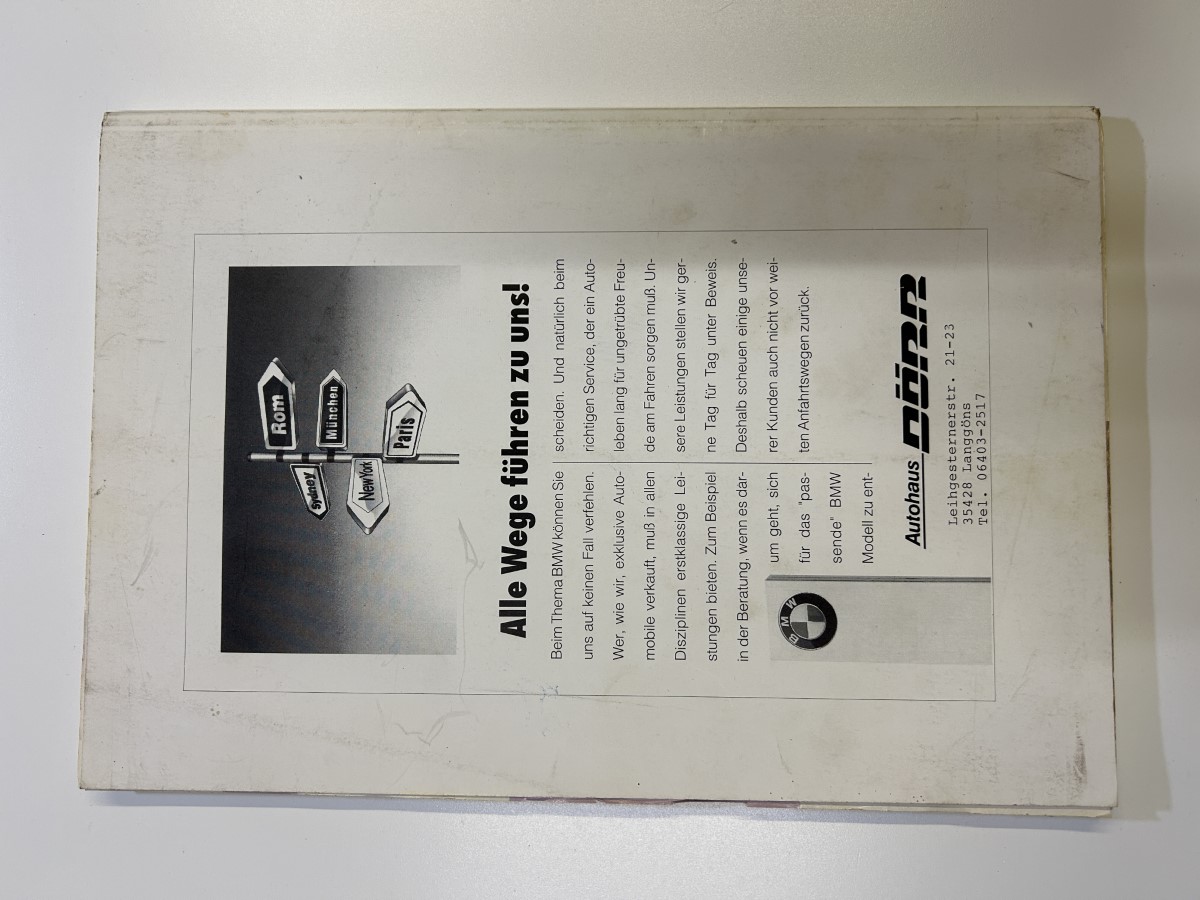 Rom
Sydney
München
New York
Paris
Alle Wege führen zu uns!
Beim Thema BMW können Sie
uns auf keinen Fall verfehlen.
Wer, wie wir, exklusive Auto-
mobile verkauft, muß in allen
Disziplinen erstklassige Lei-
stungen bieten. Zum Beispiel
in der Beratung, wenn es dar-
um geht, sich
für das "pas-
sende" BMW
Modell zu ent-
scheiden. Und natürlich beim
richtigen Service, der ein Auto-
leben lang für ungetrübte Freu-
de am Fahren sorgen muß. Un-
sere Leistungen stellen wir ger-
ne Tag für Tag unter Beweis.
Deshalb scheuen einige unse-
rer Kunden auch nicht vor wei-
ten Anfahrtswegen zurück.
BMW
Autohaus DÖRR
Leihgesternerstr. 21-23
35428 Langgöns
Tel. 06403-2517